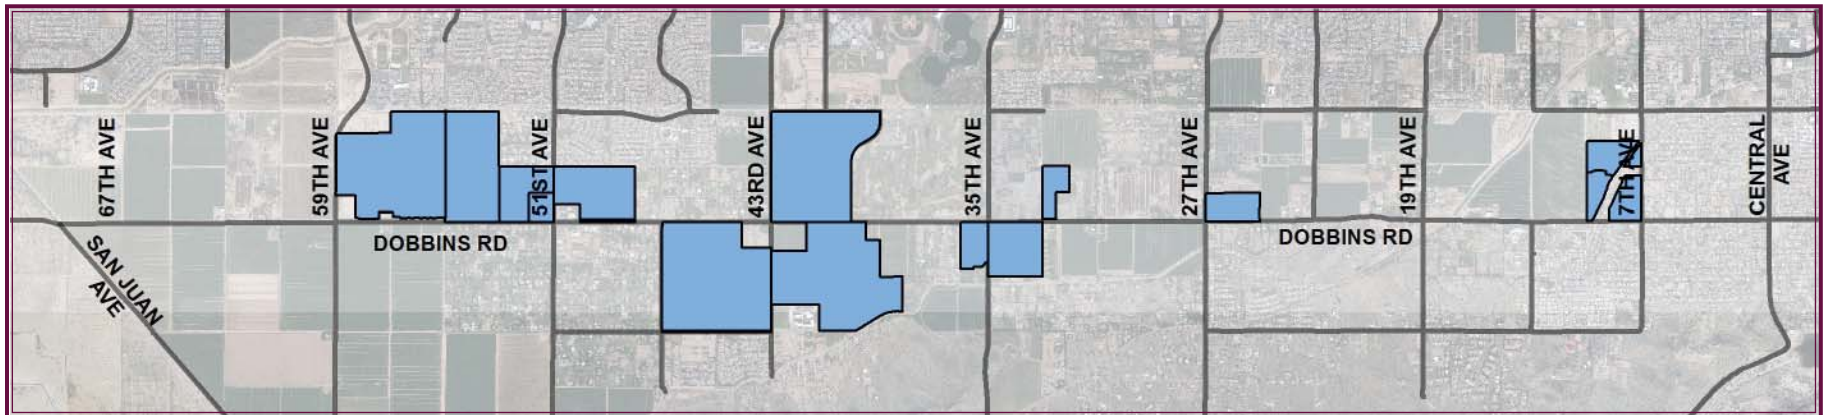 67TH AVE
59TH AVE
51ST AVE
43RD AVE
35TH AVE
27TH AVE
19TH AVE
7TH AVE
CENTRAL
AVE
DOBBINS RD
DOBBINS RD
SAN JUAN
AVE